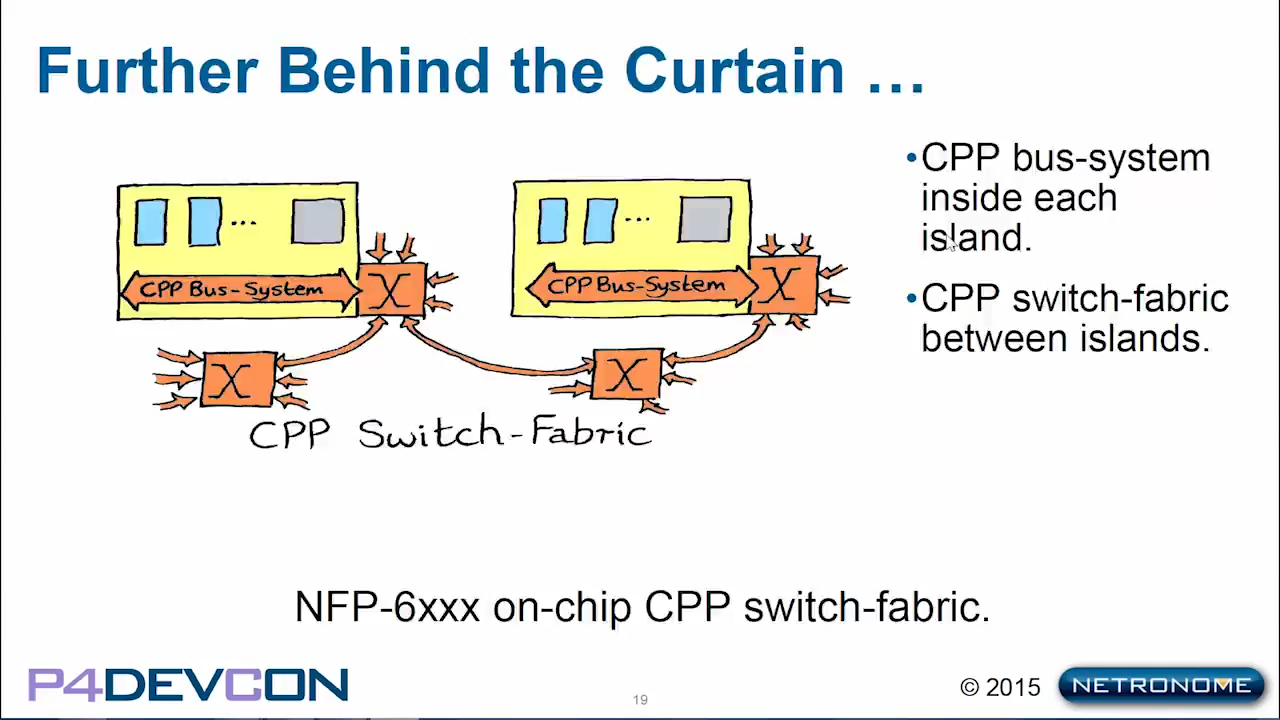 Further Behind the Curtain …
•CPP bus-system
inside each
island.
•CPP switch-fabric
between islands.
...
...
CPP Bus-System
CPP Bus-System
CPP Switch-Fabric
NFP-6xxx on-chip CPP switch-fabric.
P4DEVCON
19
© 2015
NETRONOME